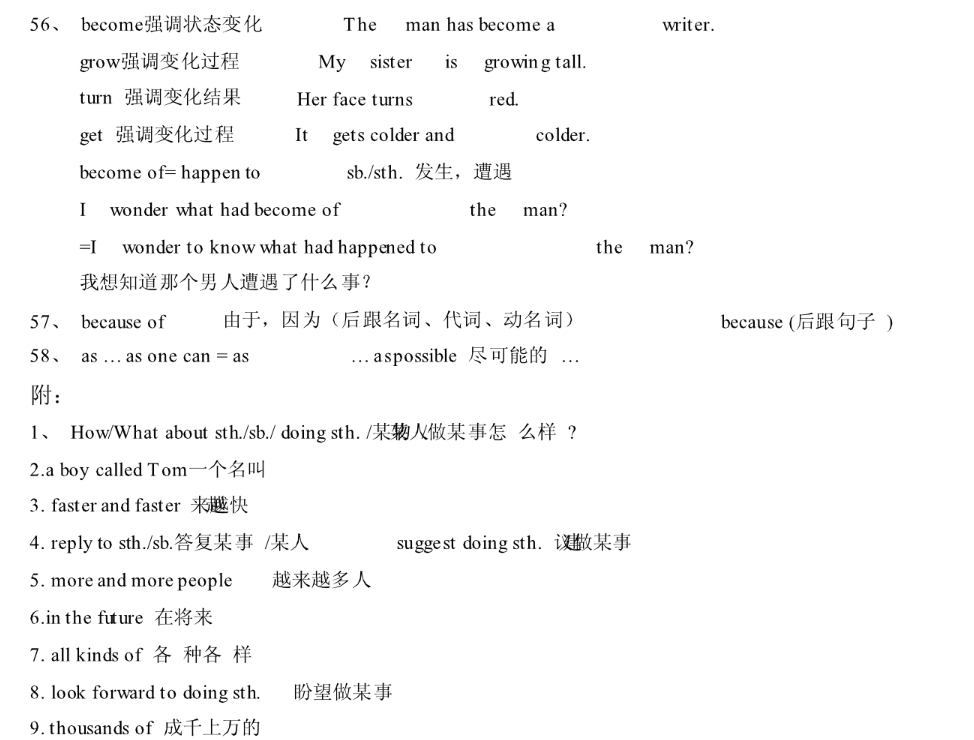 56、 become强调状态变化 The man has become a writer.
grow强调变化过程 My sister is growing tall.
turn 强调变化结果 Her face turns red.
get 强调变化过程 It gets colder and colder.
become of= happen to sb./sth. 发生，遭遇
I wonder what had become of the man?
=I wonder to know what had happened to the man?
我想知道那个男人遭遇了什么事?
57、 because of 由于，因为（后跟名词、代词、动名词） because (后跟句子 )
58、 as … as one can = as … as possible 尽可能的 …
附：
1、 How/What about sth./sb./ doing sth. /某人做某事怎 么样 ?
2.a boy called Tom一个名叫
3. faster and faster 来越快
4. reply to sth./sb.答复某事 /某人 suggest doing sth. 议做某事
5. more and more people 越来越多人
6.in the future 在将来
7. all kinds of 各 种各 样
8. look forward to doing sth. 盼望做某事
9. thousands of 成千上万的